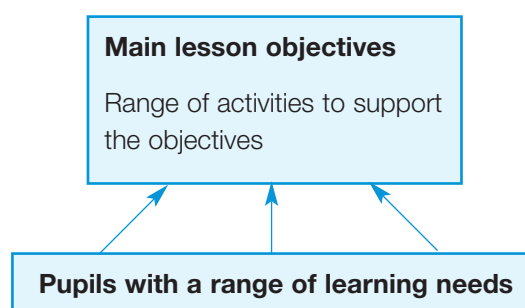 Main lesson objectives
Range of activities to support
the objectives
Pupils with a range of learning needs